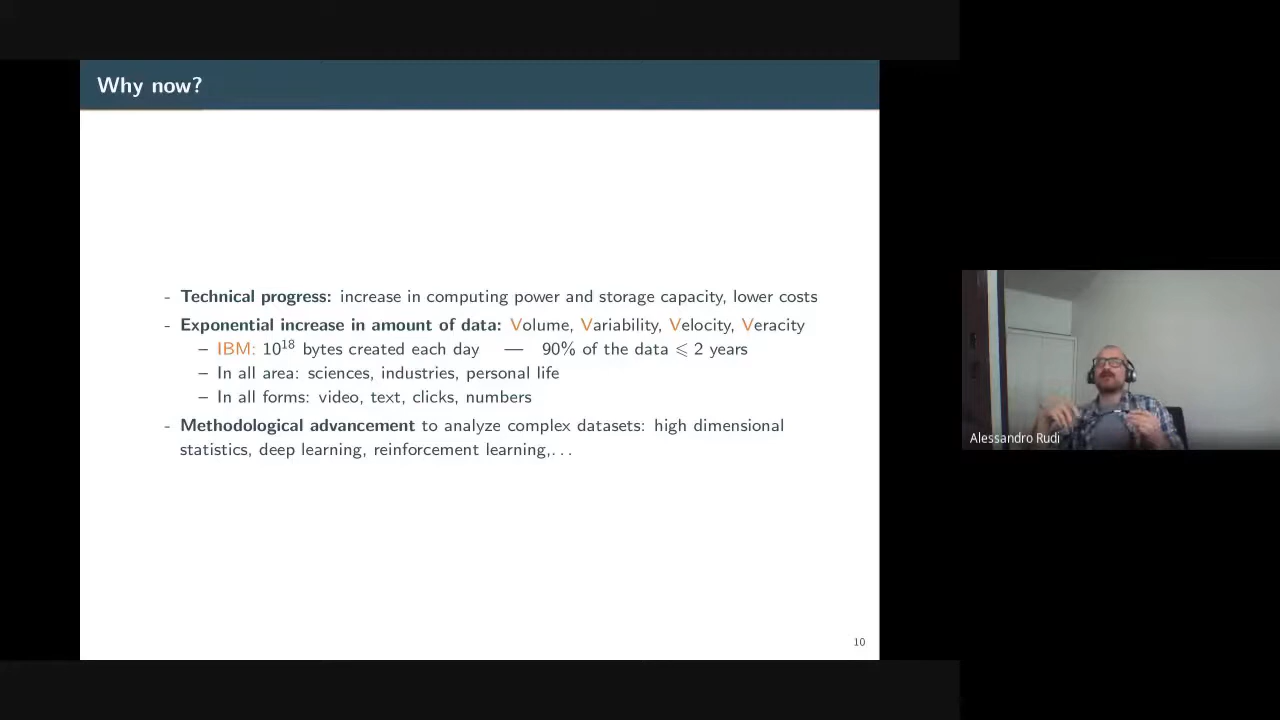 Why now?
- Technical progress: increase in computing power and storage capacity, lower costs
- Exponential increase in amount of data: Volume, Variability, Velocity, Veracity
– IBM: 10¹⁸ bytes created each day — 90% of the data ⩽ 2 years
– In all area: sciences, industries, personal life
– In all forms: video, text, clicks, numbers
- Methodological advancement to analyze complex datasets: high dimensional
statistics, deep learning, reinforcement learning,...
10
Alessandro Rudi